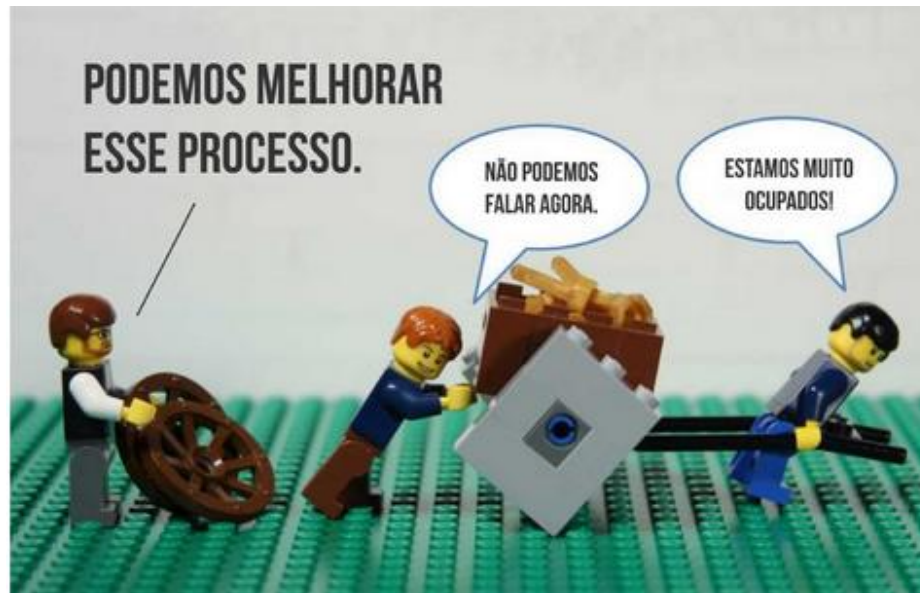 PODEMOS MELHORAR
ESSE PROCESSO.
NÃO PODEMOS
FALAR AGORA.
ESTAMOS MUITO
OCUPADOS!